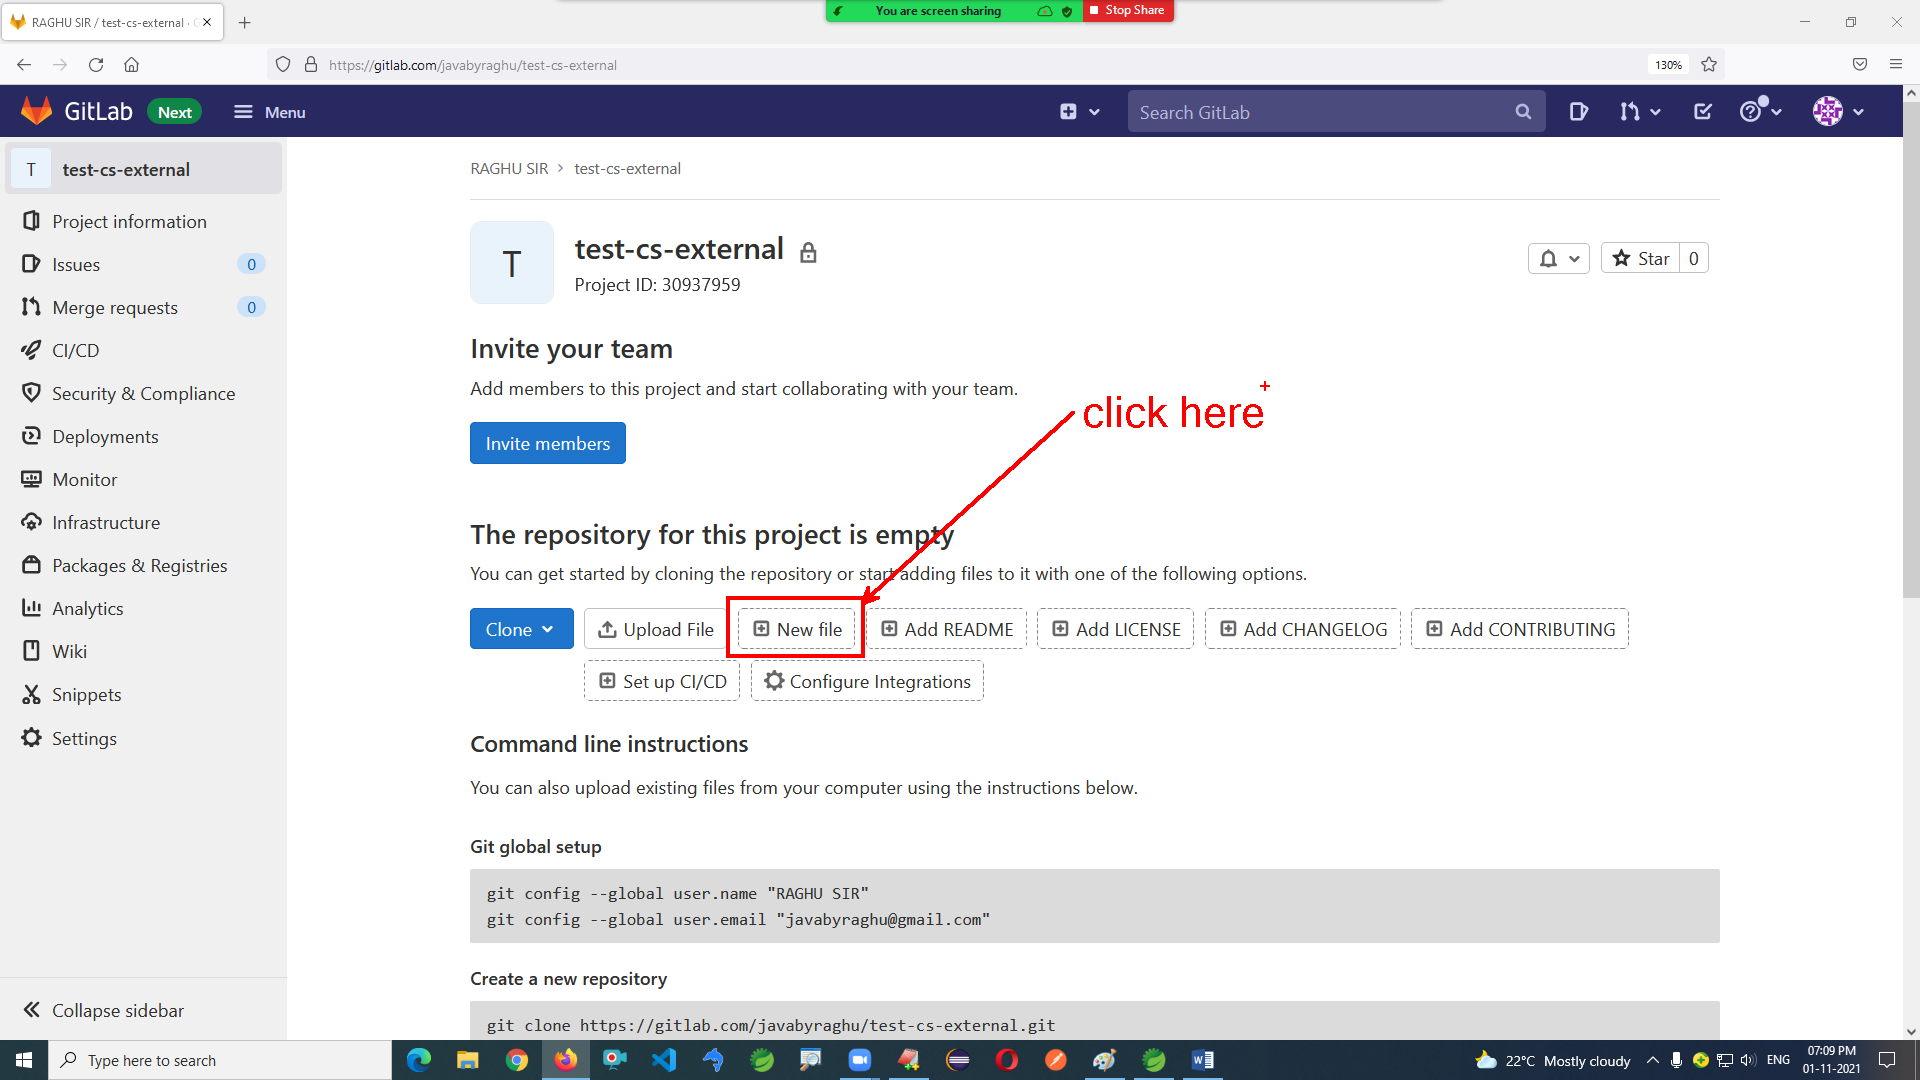 RAGHU SIR / test-cs-external ·
You are screen sharing
Stop Share
https://gitlab.com/javabyraghu/test-cs-external
130%
GitLab
Next
Menu
Search GitLab
T
test-cs-external
Project information
Issues
0
Merge requests
0
CI/CD
Security & Compliance
Deployments
Monitor
Infrastructure
Packages & Registries
Analytics
Wiki
Snippets
Settings
Collapse sidebar
RAGHU SIR > test-cs-external
T
test-cs-external
Project ID: 30937959
Star
0
Invite your team
Add members to this project and start collaborating with your team.
click here
Invite members
The repository for this project is empty
You can get started by cloning the repository or start adding files to it with one of the following options.
Clone
Upload File
New file
Add README
Add LICENSE
Add CHANGELOG
Add CONTRIBUTING
Set up CI/CD
Configure Integrations
Command line instructions
You can also upload existing files from your computer using the instructions below.
Git global setup
git config --global user.name "RAGHU SIR"
git config --global user.email "javabyraghu@gmail.com"
Create a new repository
git clone https://gitlab.com/javabyraghu/test-cs-external.git
Type here to search
22°C Mostly cloudy
ENG
07:09 PM
01-11-2021